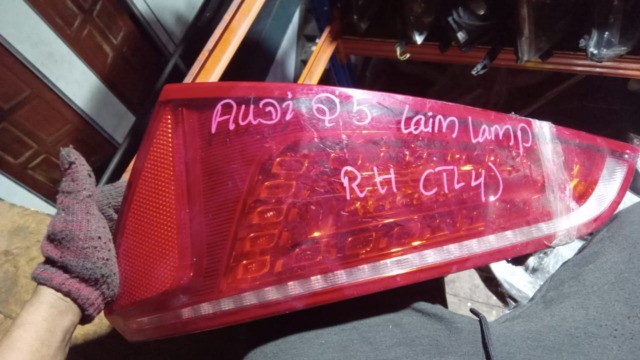 AUDi Q5 Laim Lamp
RH (TL4)